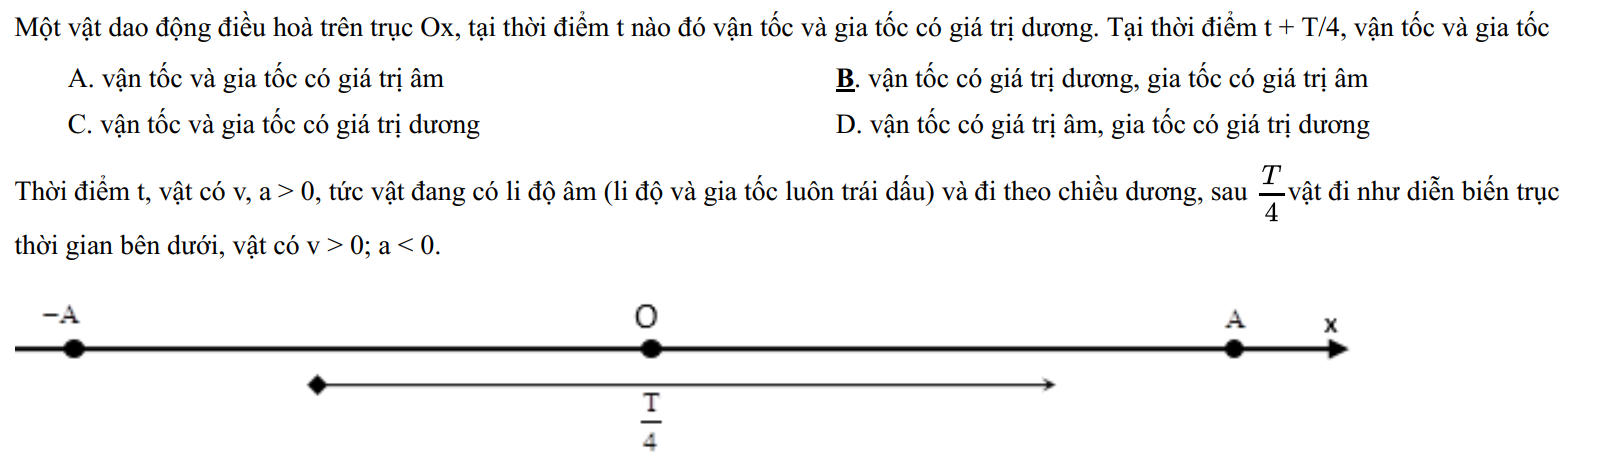 Một vật dao động điều hoà trên trục Ox, tại thời điểm t nào đó vận tốc và gia tốc có giá trị dương. Tại thời điểm t + T/4, vận tốc và gia tốc
A. vận tốc và gia tốc có giá trị âm B. vận tốc có giá trị dương, gia tốc có giá trị âm
C. vận tốc và gia tốc có giá trị dương D. vận tốc có giá trị âm, gia tốc có giá trị dương
Thời điểm t, vật có v, a > 0, tức vật đang có li độ âm (li độ và gia tốc luôn trái dấu) và đi theo chiều dương, sau T/4 vật đi như diễn biến trục
thời gian bên dưới, vật có v > 0; a < 0.
−A O A x
T
4